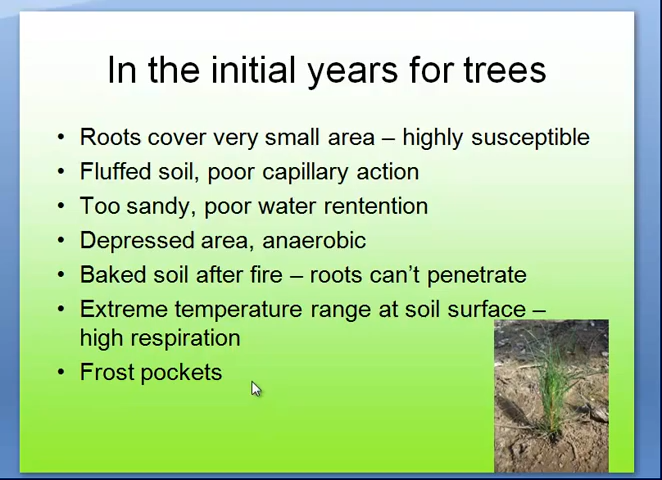 In the initial years for trees
• Roots cover very small area – highly susceptible
• Fluffed soil, poor capillary action
• Too sandy, poor water rentention
• Depressed area, anaerobic
• Baked soil after fire – roots can’t penetrate
• Extreme temperature range at soil surface –
high respiration
• Frost pockets